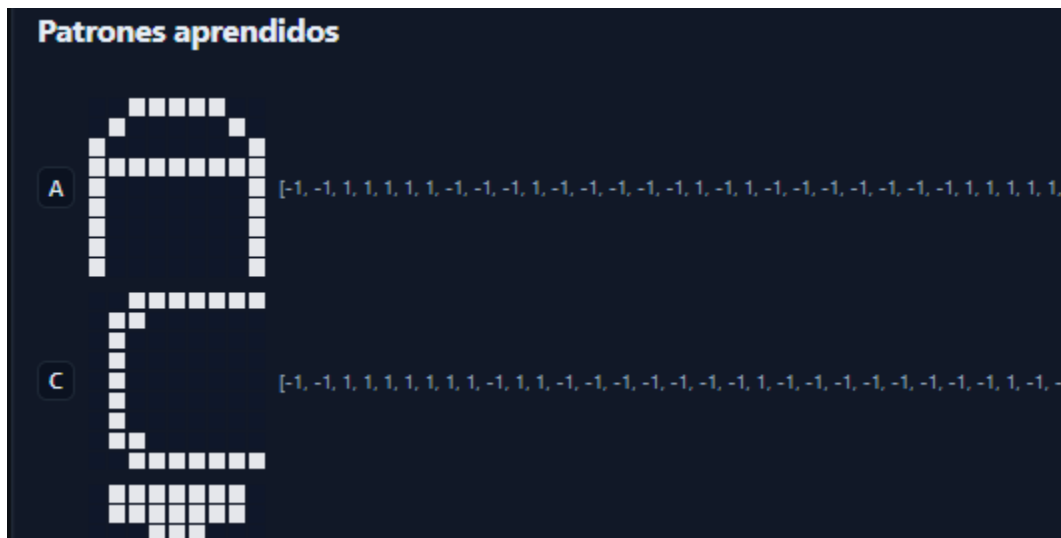 Patrones aprendidos
A
[-1, -1, 1, 1, 1, 1, 1, -1, -1, -1, 1, -1, -1, -1, -1, -1, 1, -1, 1, -1, -1, -1, -1, -1, -1, -1, 1, 1, 1, 1, 1,
C
[-1, -1, 1, 1, 1, 1, 1, 1, 1, -1, 1, 1, -1, -1, -1, -1, -1, -1, -1, 1, -1, -1, -1, -1, -1, -1, -1, -1, 1, -1, -